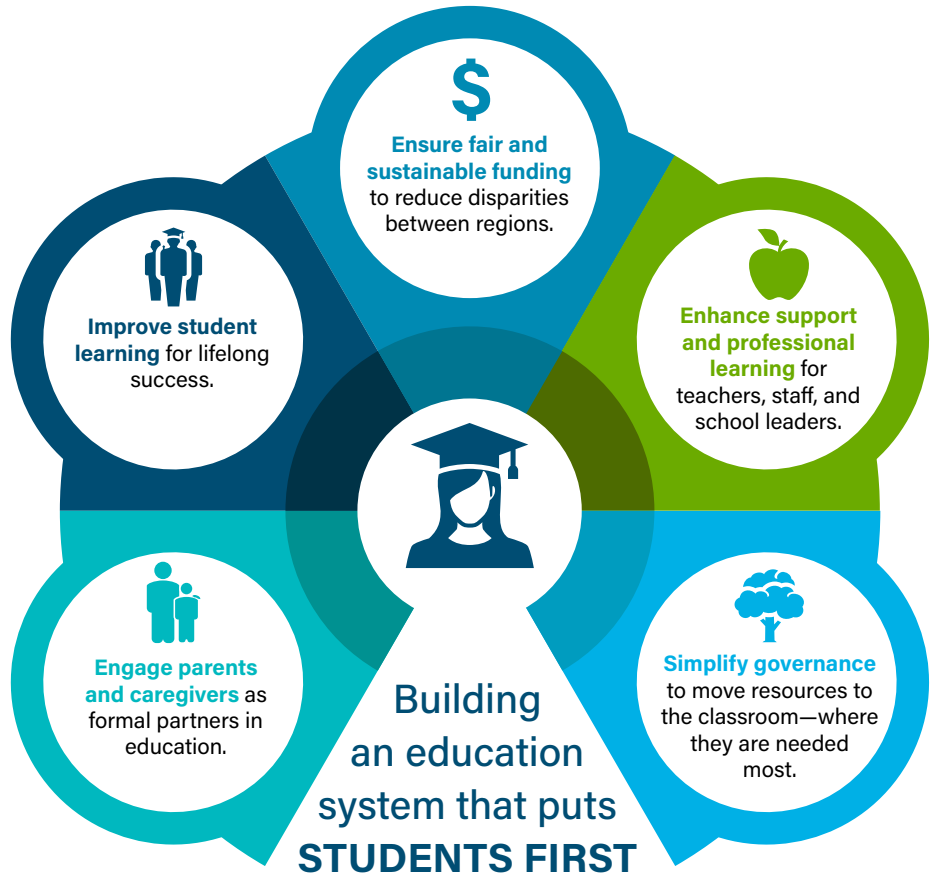 $
Ensure fair and
sustainable funding
to reduce disparities
between regions.
Improve student
learning for lifelong
success.
Enhance support
and professional
learning for
teachers, staff, and
school leaders.
Engage parents
and caregivers as
formal partners in
education.
Simplify governance
to move resources to
the classroom—where
they are needed
most.
Building
an education
system that puts
STUDENTS FIRST